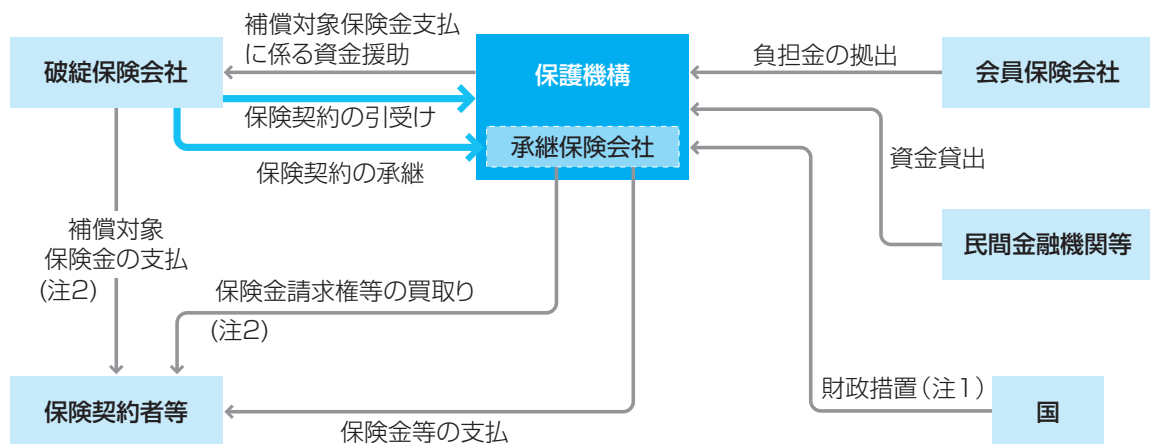 補償対象保険金支払
に係る資金援助
破綻保険会社
保護機構
負担金の拠出
会員保険会社
保険契約の引受け
承継保険会社
保険契約の承継
資金貸出
補償対象
保険金の支払
(注2)
民間金融機関等
保険金請求権等の買取り
(注2)
財政措置(注1)
保険契約者等
国
保険金等の支払